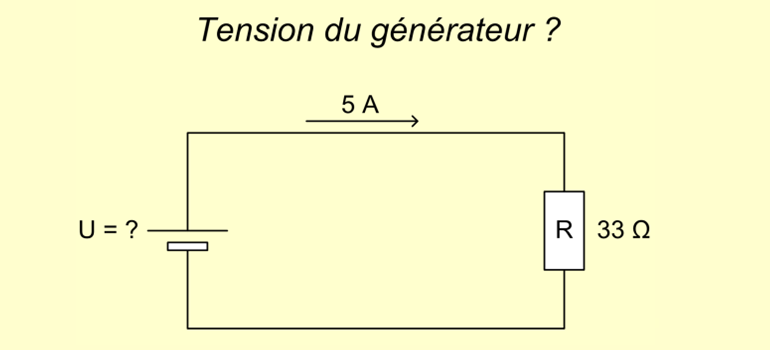 Tension du générateur ?
5 A
U = ?
R 33 Ω